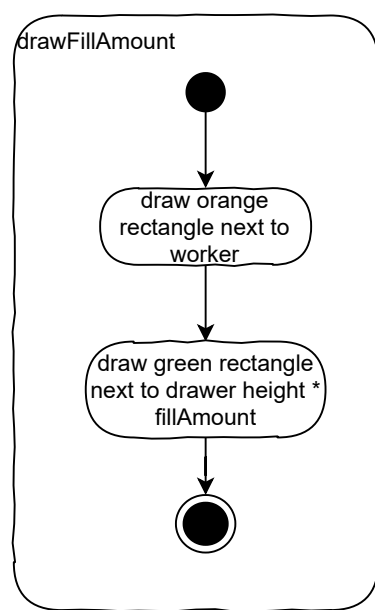 drawFillAmount
draw orange
rectangle next to
worker
draw green rectangle
next to drawer height *
fillAmount